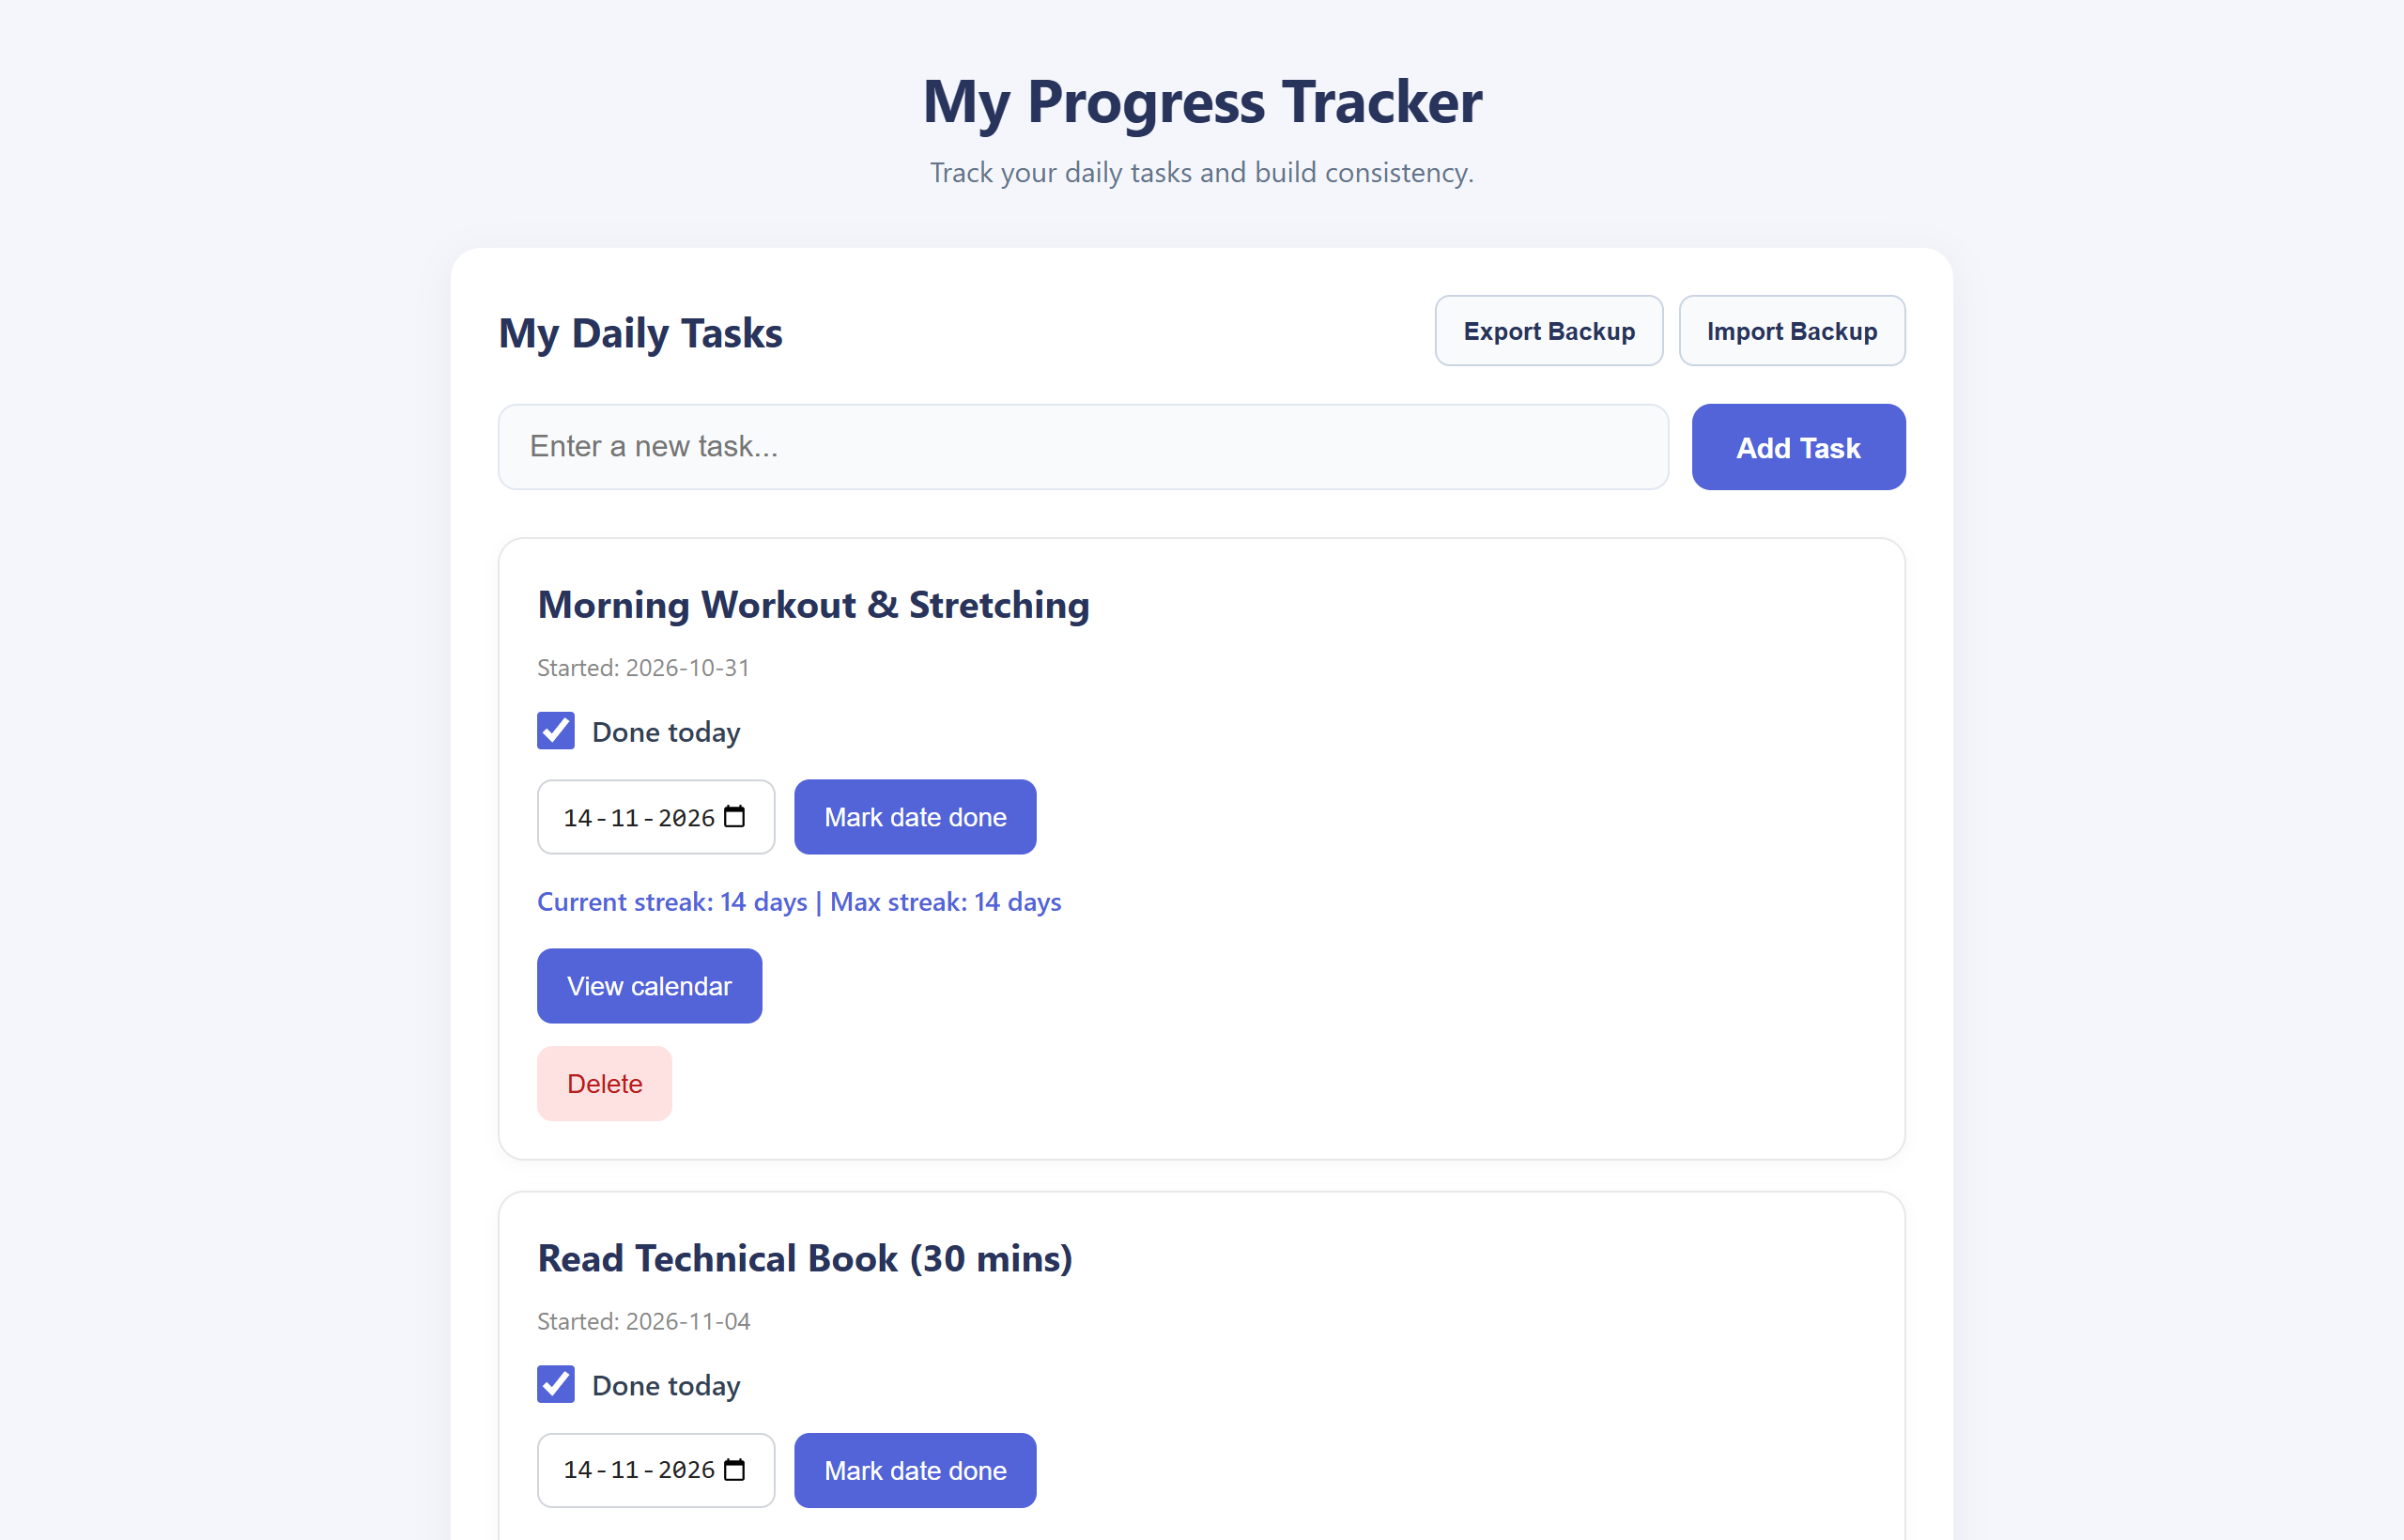 My Progress Tracker
Track your daily tasks and build consistency.
My Daily Tasks
Export Backup
Import Backup
Enter a new task...
Add Task
Morning Workout & Stretching
Started: 2026-10-31
Done today
14-11-2026
Mark date done
Current streak: 14 days | Max streak: 14 days
View calendar
Delete
Read Technical Book (30 mins)
Started: 2026-11-04
Done today
14-11-2026
Mark date done